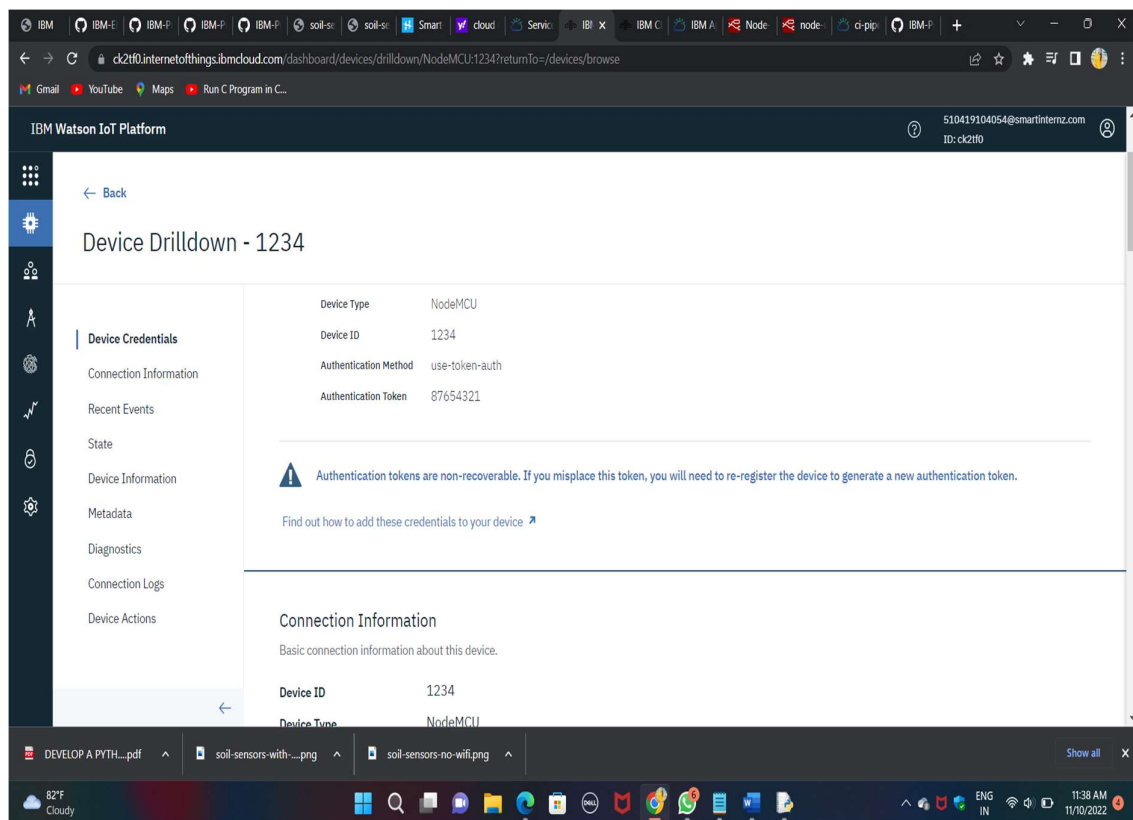 IBM IBM-E IBM-P IBM-P IBM-P soil-se soil-se Smart cloud Servic IBI X IBM C IBM A Node- node- ci-pip IBM-P +
ck2tf0.internetofthings.ibmcloud.com/dashboard/devices/drilldown/NodeMCU:1234?returnTo=/devices/browse
Gmail YouTube Maps Run C Program in C...
IBM Watson IoT Platform
510419104054@smartinternz.com
ID: ck2tf0
Back
Device Drilldown - 1234
Device Credentials
Connection Information
Recent Events
State
Device Information
Metadata
Diagnostics
Connection Logs
Device Actions
Device Type NodeMCU
Device ID 1234
Authentication Method use-token-auth
Authentication Token 87654321
Authentication tokens are non-recoverable. If you misplace this token, you will need to re-register the device to generate a new authentication token.
Find out how to add these credentials to your device
Connection Information
Basic connection information about this device.
Device ID 1234
Device Type NodeMCU
DEVELOP A PYTH....pdf soil-sensors-with-....png soil-sensors-no-wifi.png Show all X
82°F
Cloudy
6
ENG
IN
11:38 AM
11/10/2022
4